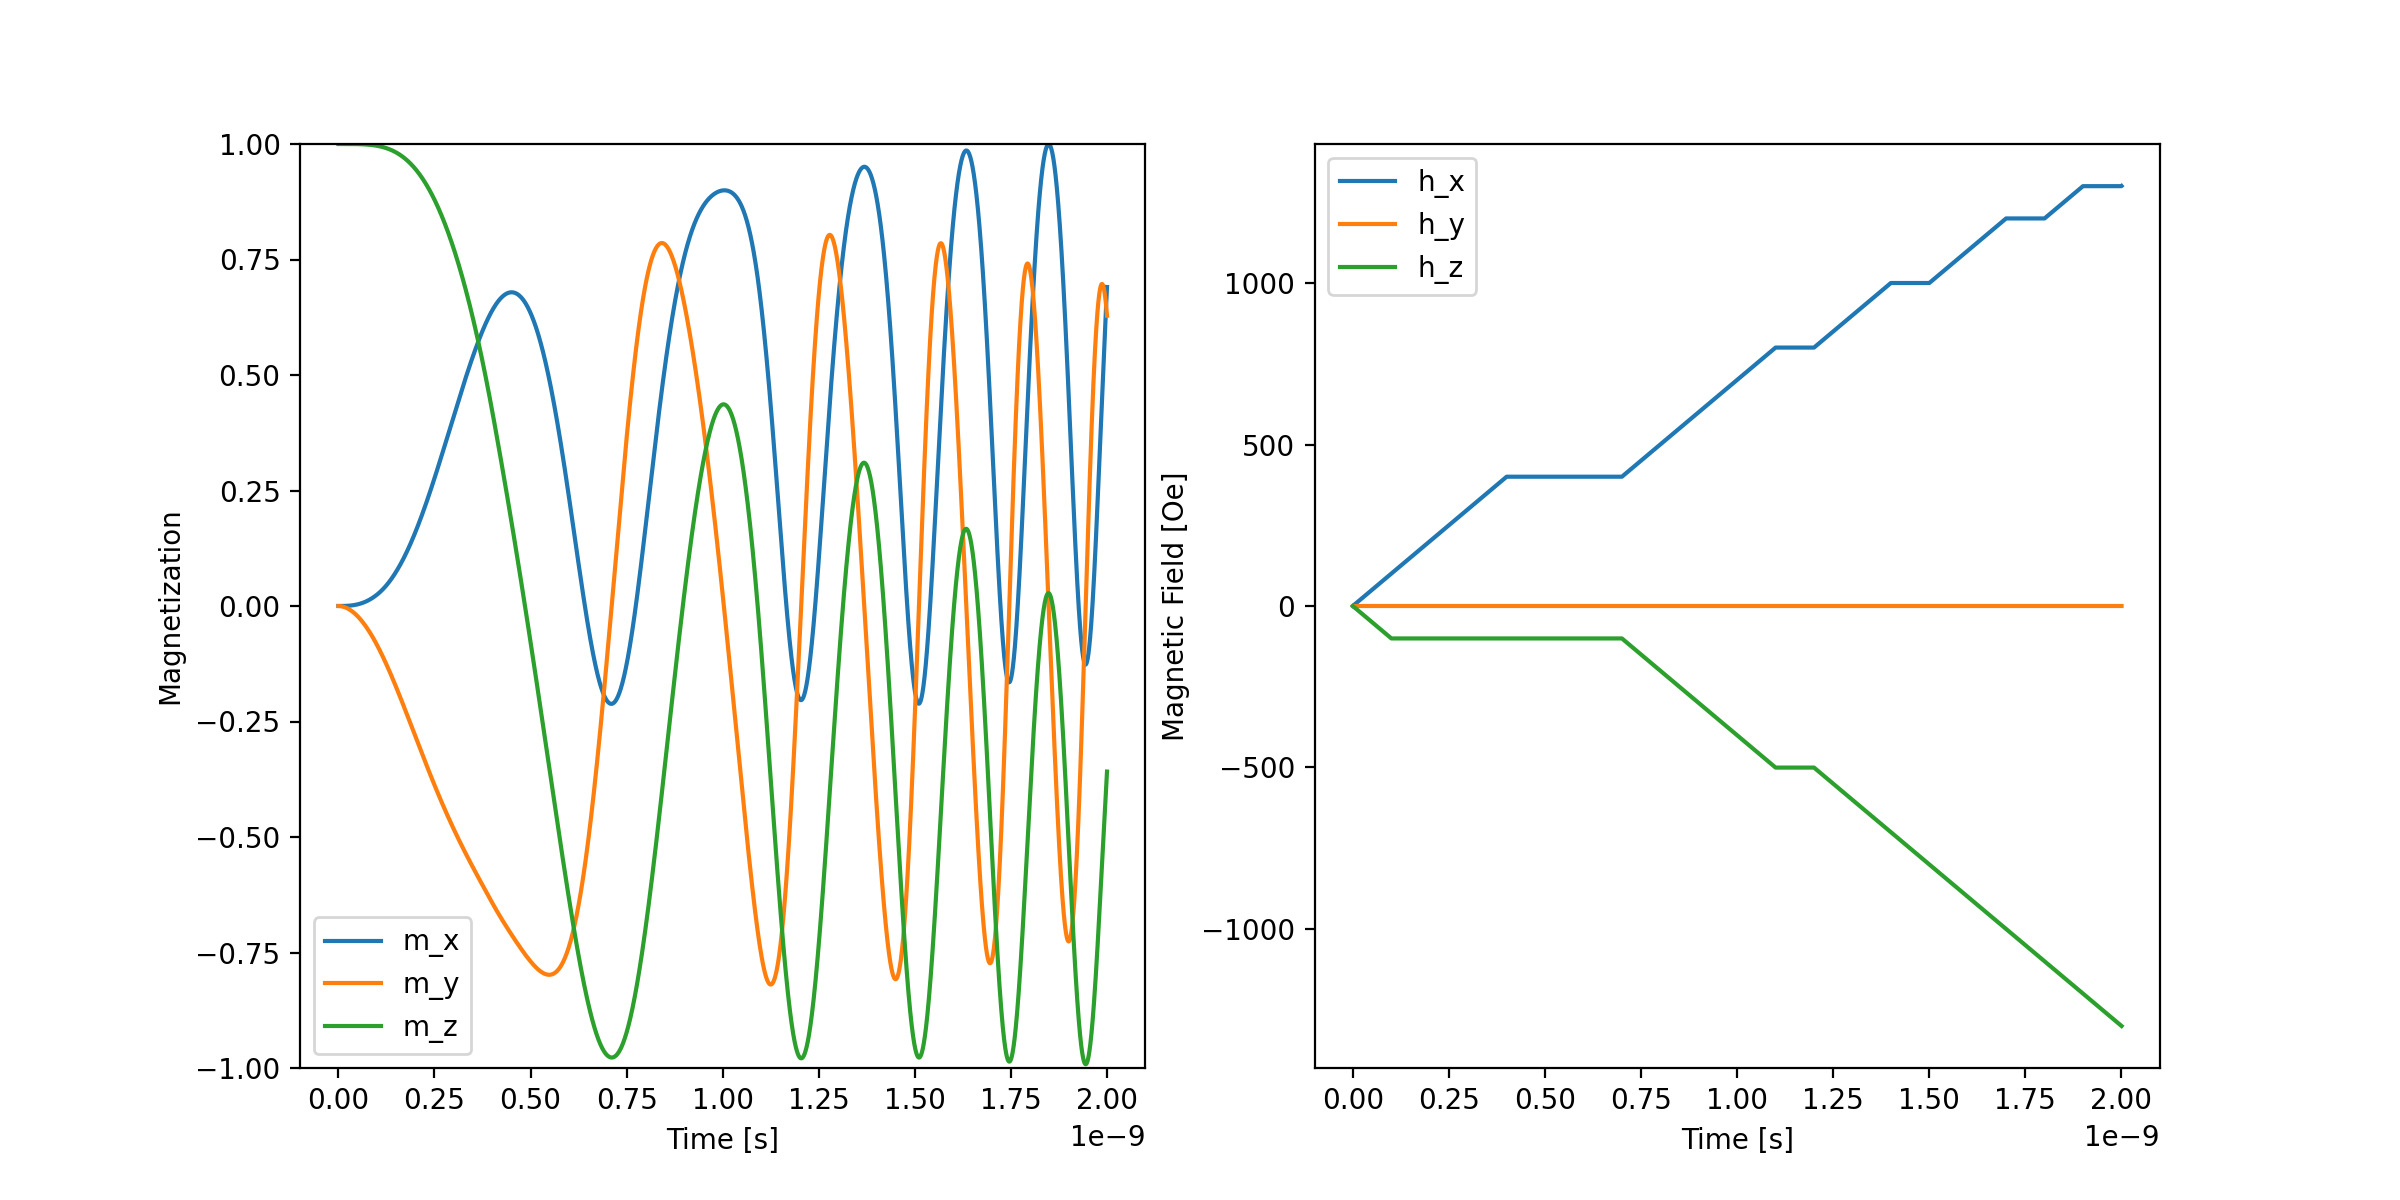 Magnetization
1.00
0.75
0.50
0.25
0.00
−0.25
−0.50
−0.75
−1.00
m_x
m_y
m_z
0.00 0.25 0.50 0.75 1.00 1.25 1.50 1.75 2.00
Time [s]
1e−9
Magnetic Field [Oe]
1000
500
0
−500
−1000
h_x
h_y
h_z
0.00 0.25 0.50 0.75 1.00 1.25 1.50 1.75 2.00
Time [s]
1e−9